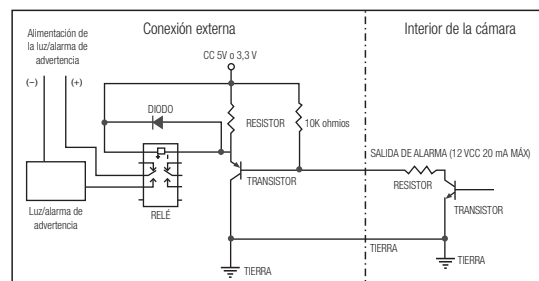 Conexión externa
Interior de la cámara
Alimentación de
la luz/alarma de
advertencia
(–)
(+)
CC 5V o 3,3 V
DIODO
RESISTOR
10K ohmios
SALIDA DE ALARMA (12 VCC 20 mA MÁX)
RESISTOR
TRANSISTOR
TRANSISTOR
Luz/alarma de
advertencia
RELÉ
TIERRA
TIERRA
TIERRA